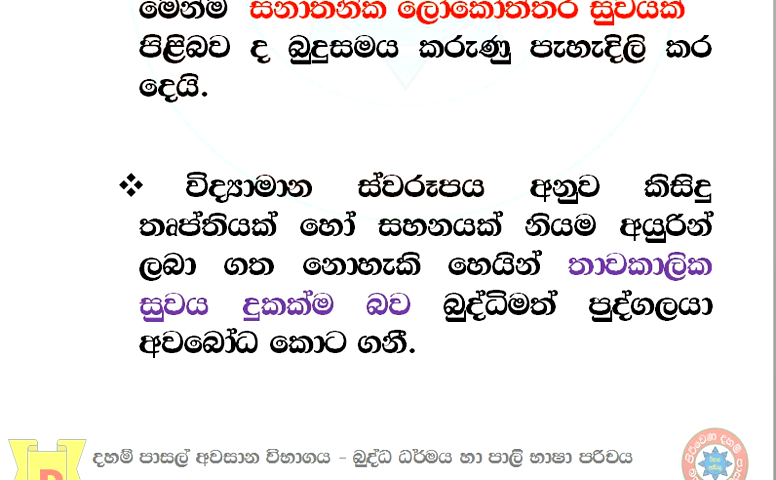 මෙන්ම සනාතනික ලෝකෝත්තර සුවයක්
පිළිබව ද බුදුසමය කරුණු පැහැදිලි කර
දෙයි.
❖ විද්‍යාමාන ස්වරූපය අනුව කිසිදු
තෘප්තියක් හෝ සහනයක් නියම අයුරින්
ලබා ගත නොහැකි හෙයින් තාවකාලික
සුවය දුකක්ම බව බුද්ධිමත් පුද්ගලයා
අවබෝධ කොට ගනී.
දහම් පාසල් අවසාන විභාගය - බුද්ධ ධර්මය හා පාලි භාෂා පරිචය